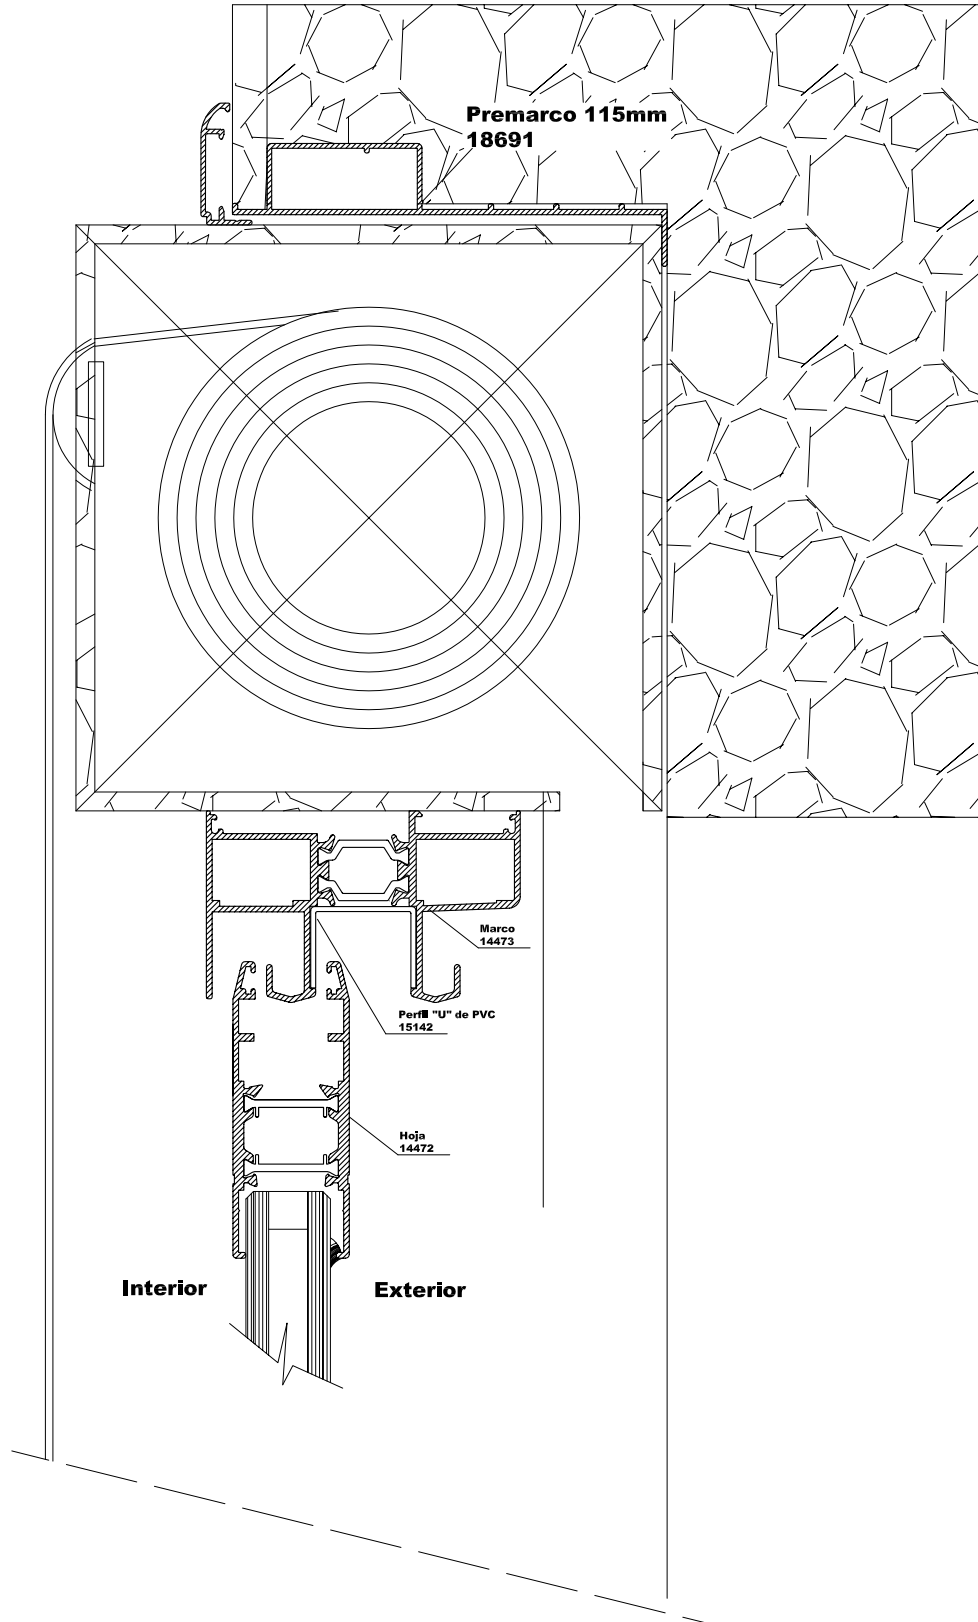 Premarco 115mm
18691
Marco
14473
Perfil "U" de PVC
15142
Hoja
14472
Interior
Exterior